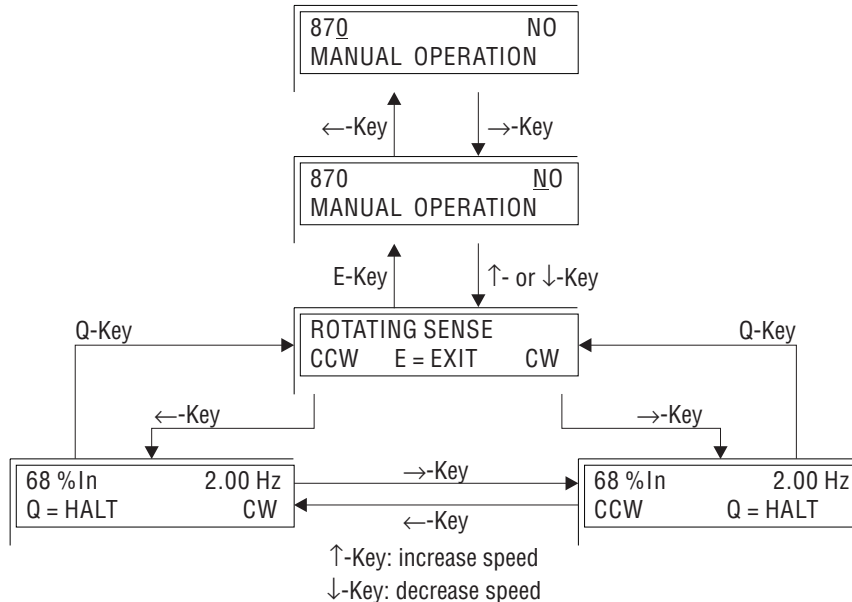 870 NO
MANUAL OPERATION
←-Key →-Key
870 NO
MANUAL OPERATION
E-Key ↑- or ↓-Key
Q-Key Q-Key
ROTATING SENSE
CCW E = EXIT CW
←-Key →-Key
68 %In 2.00 Hz
Q = HALT CW
→-Key
←-Key
68 %In 2.00 Hz
CCW Q = HALT
↑-Key: increase speed
↓-Key: decrease speed